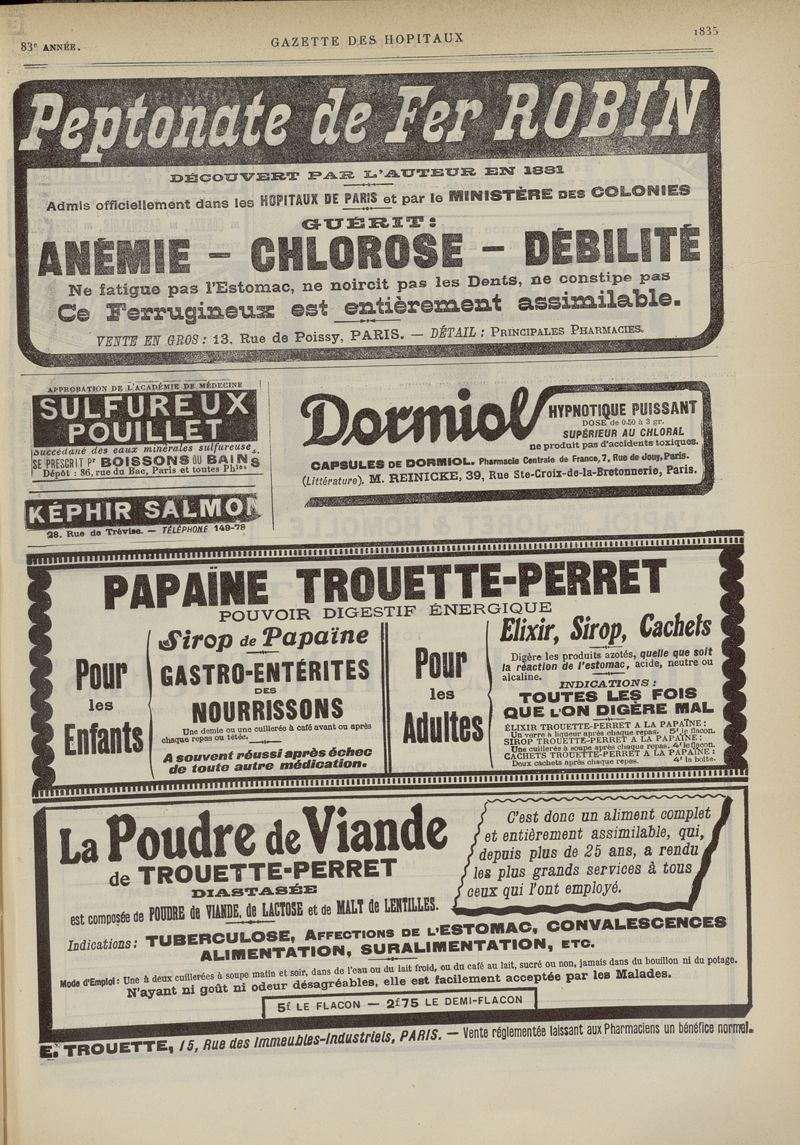 83e ANNÉE.
GAZETTE DES HOPITAUX
1835
Peptonate de Fer ROBIN
DÉCOUVERT PAR L'AUTEUR EN 1881
Admis officiellement dans les HOPITAUX DE PARIS et par le MINISTÈRE DES COLONIES
GUÉRIT:
ANÉMIE - CHLOROSE - DÉBILITÉ
Ne fatigue pas l'Estomac, ne noircit pas les Dents, ne constipe pas
Ce Ferrugineux est entièrement assimilable.
VENTE EN GROS: 13, Rue de Poissy, PARIS. — DÉTAIL: PRINCIPALES PHARMACIES.
APPROBATION DE L'ACADÉMIE DE MÉDECINE
SULFUREUX
POUILLET
Succédané des eaux minérales sulfureuses.
SE PRESCRIT Pr BOISSONS OU BAINS
Dépôt: 86, rue du Bac, Paris et toutes Phies
KÉPHIR SALMON
28. Rue de Trévise. — TÉLÉPHONE 149-78
Dormiol
HYPNOTIQUE PUISSANT
DOSE de 0.50 à 3 gr.
SUPÉRIEUR AU CHLORAL
ne produit pas d'accidents toxiques.
CAPSULES DE DORMIOL. Pharmacie Centrale de France, 7, Rue de Jouy, Paris.
(Littérature). M. REINICKE, 39, Rue Ste-Croix-de-la-Bretonnerie, Paris.
PAPAÏNE TROUETTE-PERRET
POUVOIR DIGESTIF ÉNERGIQUE
Pour
les
Enfants
Sirop de Papaïne
GASTRO-ENTÉRITES
DES
NOURRISSONS
Une demie ou une cuillerée à café avant ou après
chaque repas ou tétés.
A souvent réussi après échec
de toute autre médication.
Pour
les
Adultes
Elixir, Sirop, Cachets
Digère les produits azotés, quelle que soit
la réaction de l'estomac, acide, neutre ou
alcaline.
INDICATIONS:
TOUTES LES FOIS
QUE L'ON DIGÈRE MAL
ÉLIXIR TROUETTE-PERRET A LA PAPAÏNE:
Un verre à liqueur après chaque repas. 5f le flacon.
SIROP TROUETTE-PERRET A LA PAPAÏNE:
Une cuillerée à soupe après chaque repas. 4f le flacon.
CACHETS TROUETTE-PERRET A LA PAPAÏNE:
Deux cachets après chaque repas. 4f la boîte.
La Poudre de Viande
de TROUETTE-PERRET
DIASTASÉE
est composée de POUDRE de VIANDE, de LACTOSE et de MALT de LENTILLES.
C'est donc un aliment complet
et entièrement assimilable, qui,
depuis plus de 25 ans, a rendu
les plus grands services à tous
ceux qui l'ont employé.
Indications: TUBERCULOSE, AFFECTIONS DE L'ESTOMAC, CONVALESCENCES
ALIMENTATION, SURALIMENTATION, ETC.
Mode d'Emploi: Une à deux cuillerées à soupe matin et soir, dans de l'eau ou du lait froid, ou du café au lait, sucré ou non, jamais dans du bouillon ni du potage.
N'ayant ni goût ni odeur désagréables, elle est facilement acceptée par les Malades.
5f LE FLACON — 2f75 LE DEMI-FLACON
E. TROUETTE, 15, Rue des Immeubles-Industriels, PARIS. — Vente réglementée laissant aux Pharmaciens un bénéfice normal.